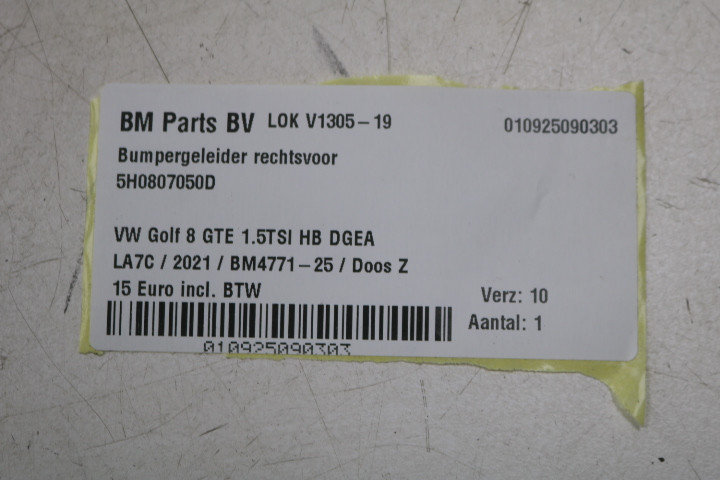 BM Parts BV LOK V1305-19 010925090303
Bumpergeleider rechtsvoor
5H0807050D
VW Golf 8 GTE 1.5TSI HB DGEA
LA7C / 2021 / BM4771-25 / Doos Z
15 Euro incl. BTW Verz: 10
Aantal: 1
010925090303